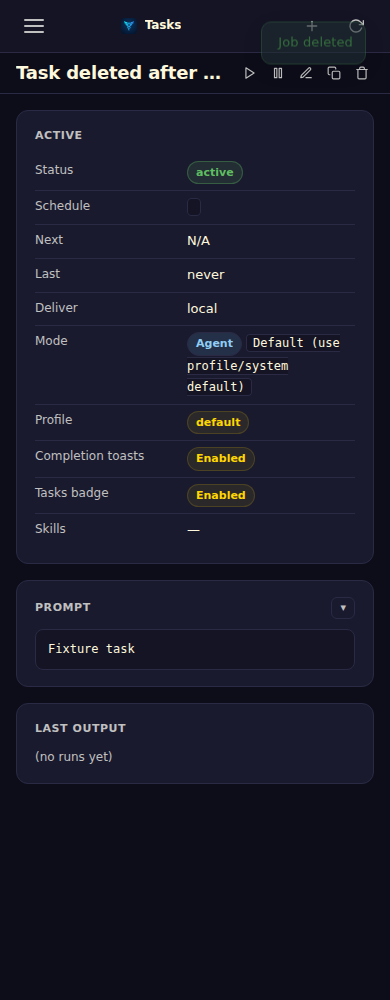 Tasks
Job deleted
Task deleted after ...
ACTIVE
Status active
Schedule
Next N/A
Last never
Deliver local
Mode Agent Default (use
profile/system
default)
Profile default
Completion toasts Enabled
Tasks badge Enabled
Skills —
PROMPT
Fixture task
LAST OUTPUT
(no runs yet)